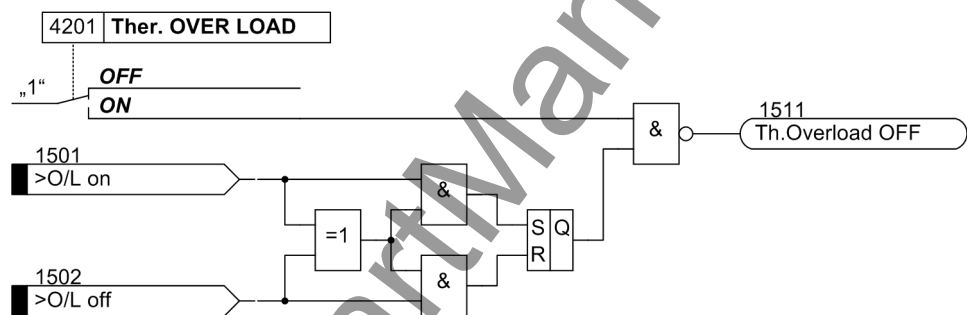 4201 Ther. OVER LOAD
OFF
„1“
ON
1511
&
Th.Overload OFF
1501
>O/L on
&
=1
S Q
R
1502
>O/L off
&